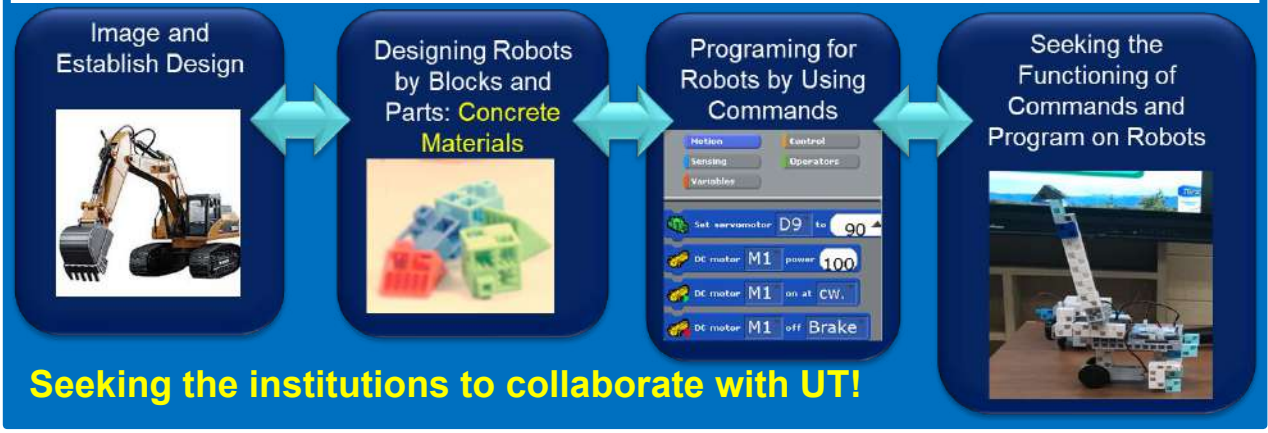 Image and
Establish Design
Designing Robots
by Blocks and
Parts: Concrete
Materials
Programing for
Robots by Using
Commands
Motion
Control
Sensing
Operators
Variables
Set servomotor D9 to 90
DC motor M1 power 100
DC motor M1 on at cw.
DC motor M1 off Brake
Seeking the
Functioning of
Commands and
Program on Robots
Seeking the institutions to collaborate with UT!